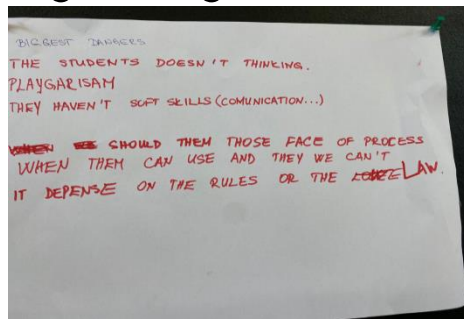 BIGGEST DANGERS
THE STUDENTS DOESN'T THINKING.
PLAYGARISAM
THEY HAVEN'T SOFT SKILLS (COMUNICATION...)
SHOULD THEM THOSE FACE OF PROCESS
WHEN THEM CAN USE AND THEY WE CAN'T
IT DEPENSE ON THE RULES OR THE LAW.